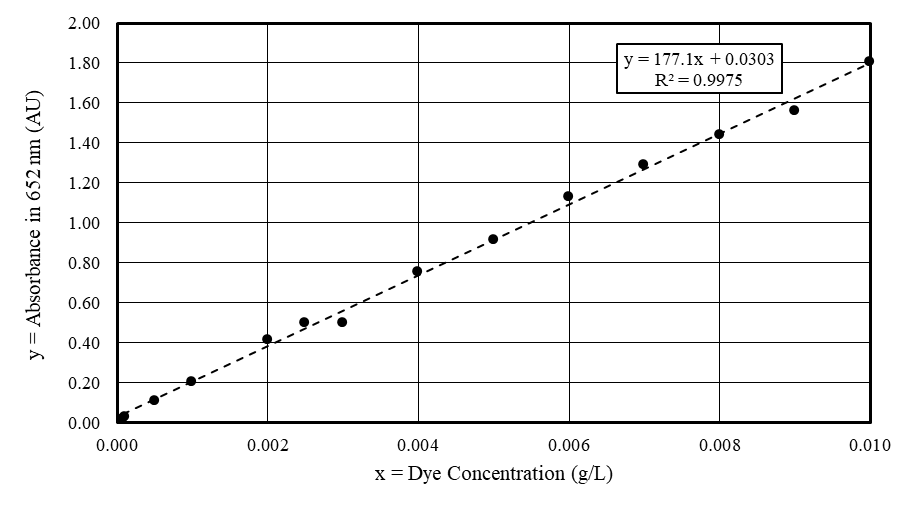 2.00
1.80
1.60
1.40
1.20
1.00
0.80
0.60
0.40
0.20
0.00
y = Absorbance in 652 nm (AU)
y = 177.1x + 0.0303
R² = 0.9975
0.000 0.002 0.004 0.006 0.008 0.010
x = Dye Concentration (g/L)